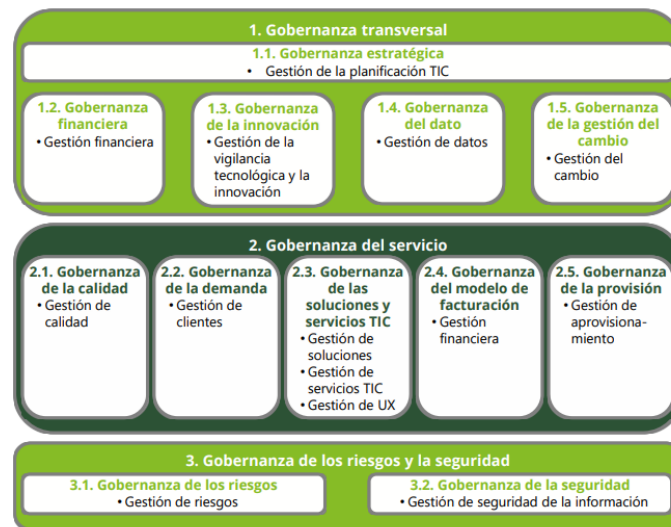 1. Gobernanza transversal
1.1. Gobernanza estratégica
• Gestión de la planificación TIC
1.2. Gobernanza
financiera
• Gestión financiera
1.3. Gobernanza
de la innovación
• Gestión de la
vigilancia
tecnológica y la
innovación
1.4. Gobernanza
del dato
• Gestión de datos
1.5. Gobernanza
de la gestión del
cambio
• Gestión del
cambio
2. Gobernanza del servicio
2.1. Gobernanza
de la calidad
• Gestión de
calidad
2.2. Gobernanza
de la demanda
• Gestión de
clientes
2.3. Gobernanza
de las
soluciones y
servicios TIC
• Gestión de
soluciones
• Gestión de
servicios TIC
• Gestión de UX
2.4. Gobernanza
del modelo de
facturación
• Gestión
financiera
2.5. Gobernanza
de la provisión
• Gestión de
aprovisiona-
miento
3. Gobernanza de los riesgos y la seguridad
3.1. Gobernanza de los riesgos
• Gestión de riesgos
3.2. Gobernanza de la seguridad
• Gestión de seguridad de la información